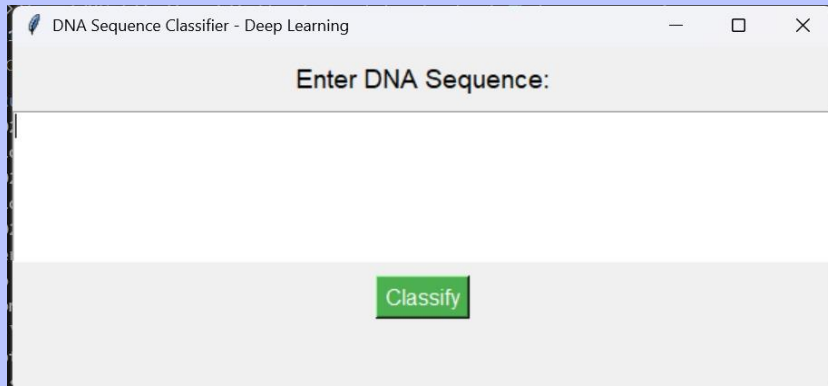 DNA Sequence Classifier - Deep Learning
Enter DNA Sequence:
Classify